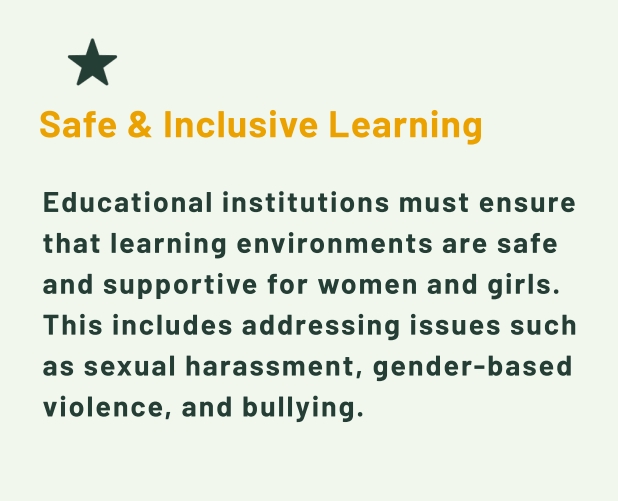 Safe & Inclusive Learning
Educational institutions must ensure
that learning environments are safe
and supportive for women and girls.
This includes addressing issues such
as sexual harassment, gender-based
violence, and bullying.